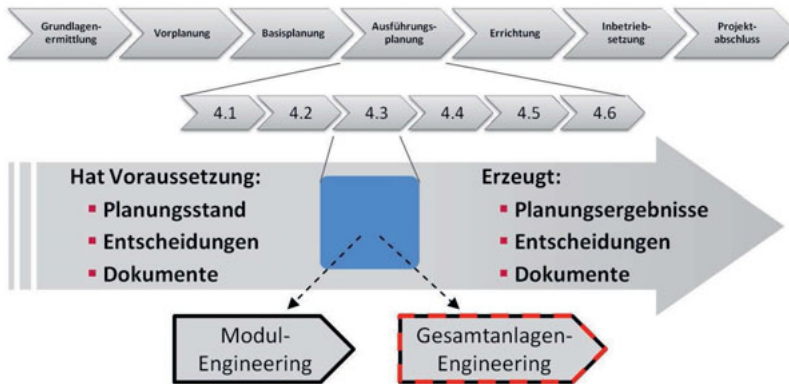 Grundlagen-
ermittlung
Vorplanung
Basisplanung
Ausführungs-
planung
Errichtung
Inbetrieb-
setzung
Projekt-
abschluss
4.1
4.2
4.3
4.4
4.5
4.6
Hat Voraussetzung:
Planungsstand
Entscheidungen
Dokumente
Erzeugt:
Planungsergebnisse
Entscheidungen
Dokumente
Modul-
Engineering
Gesamtanlagen-
Engineering